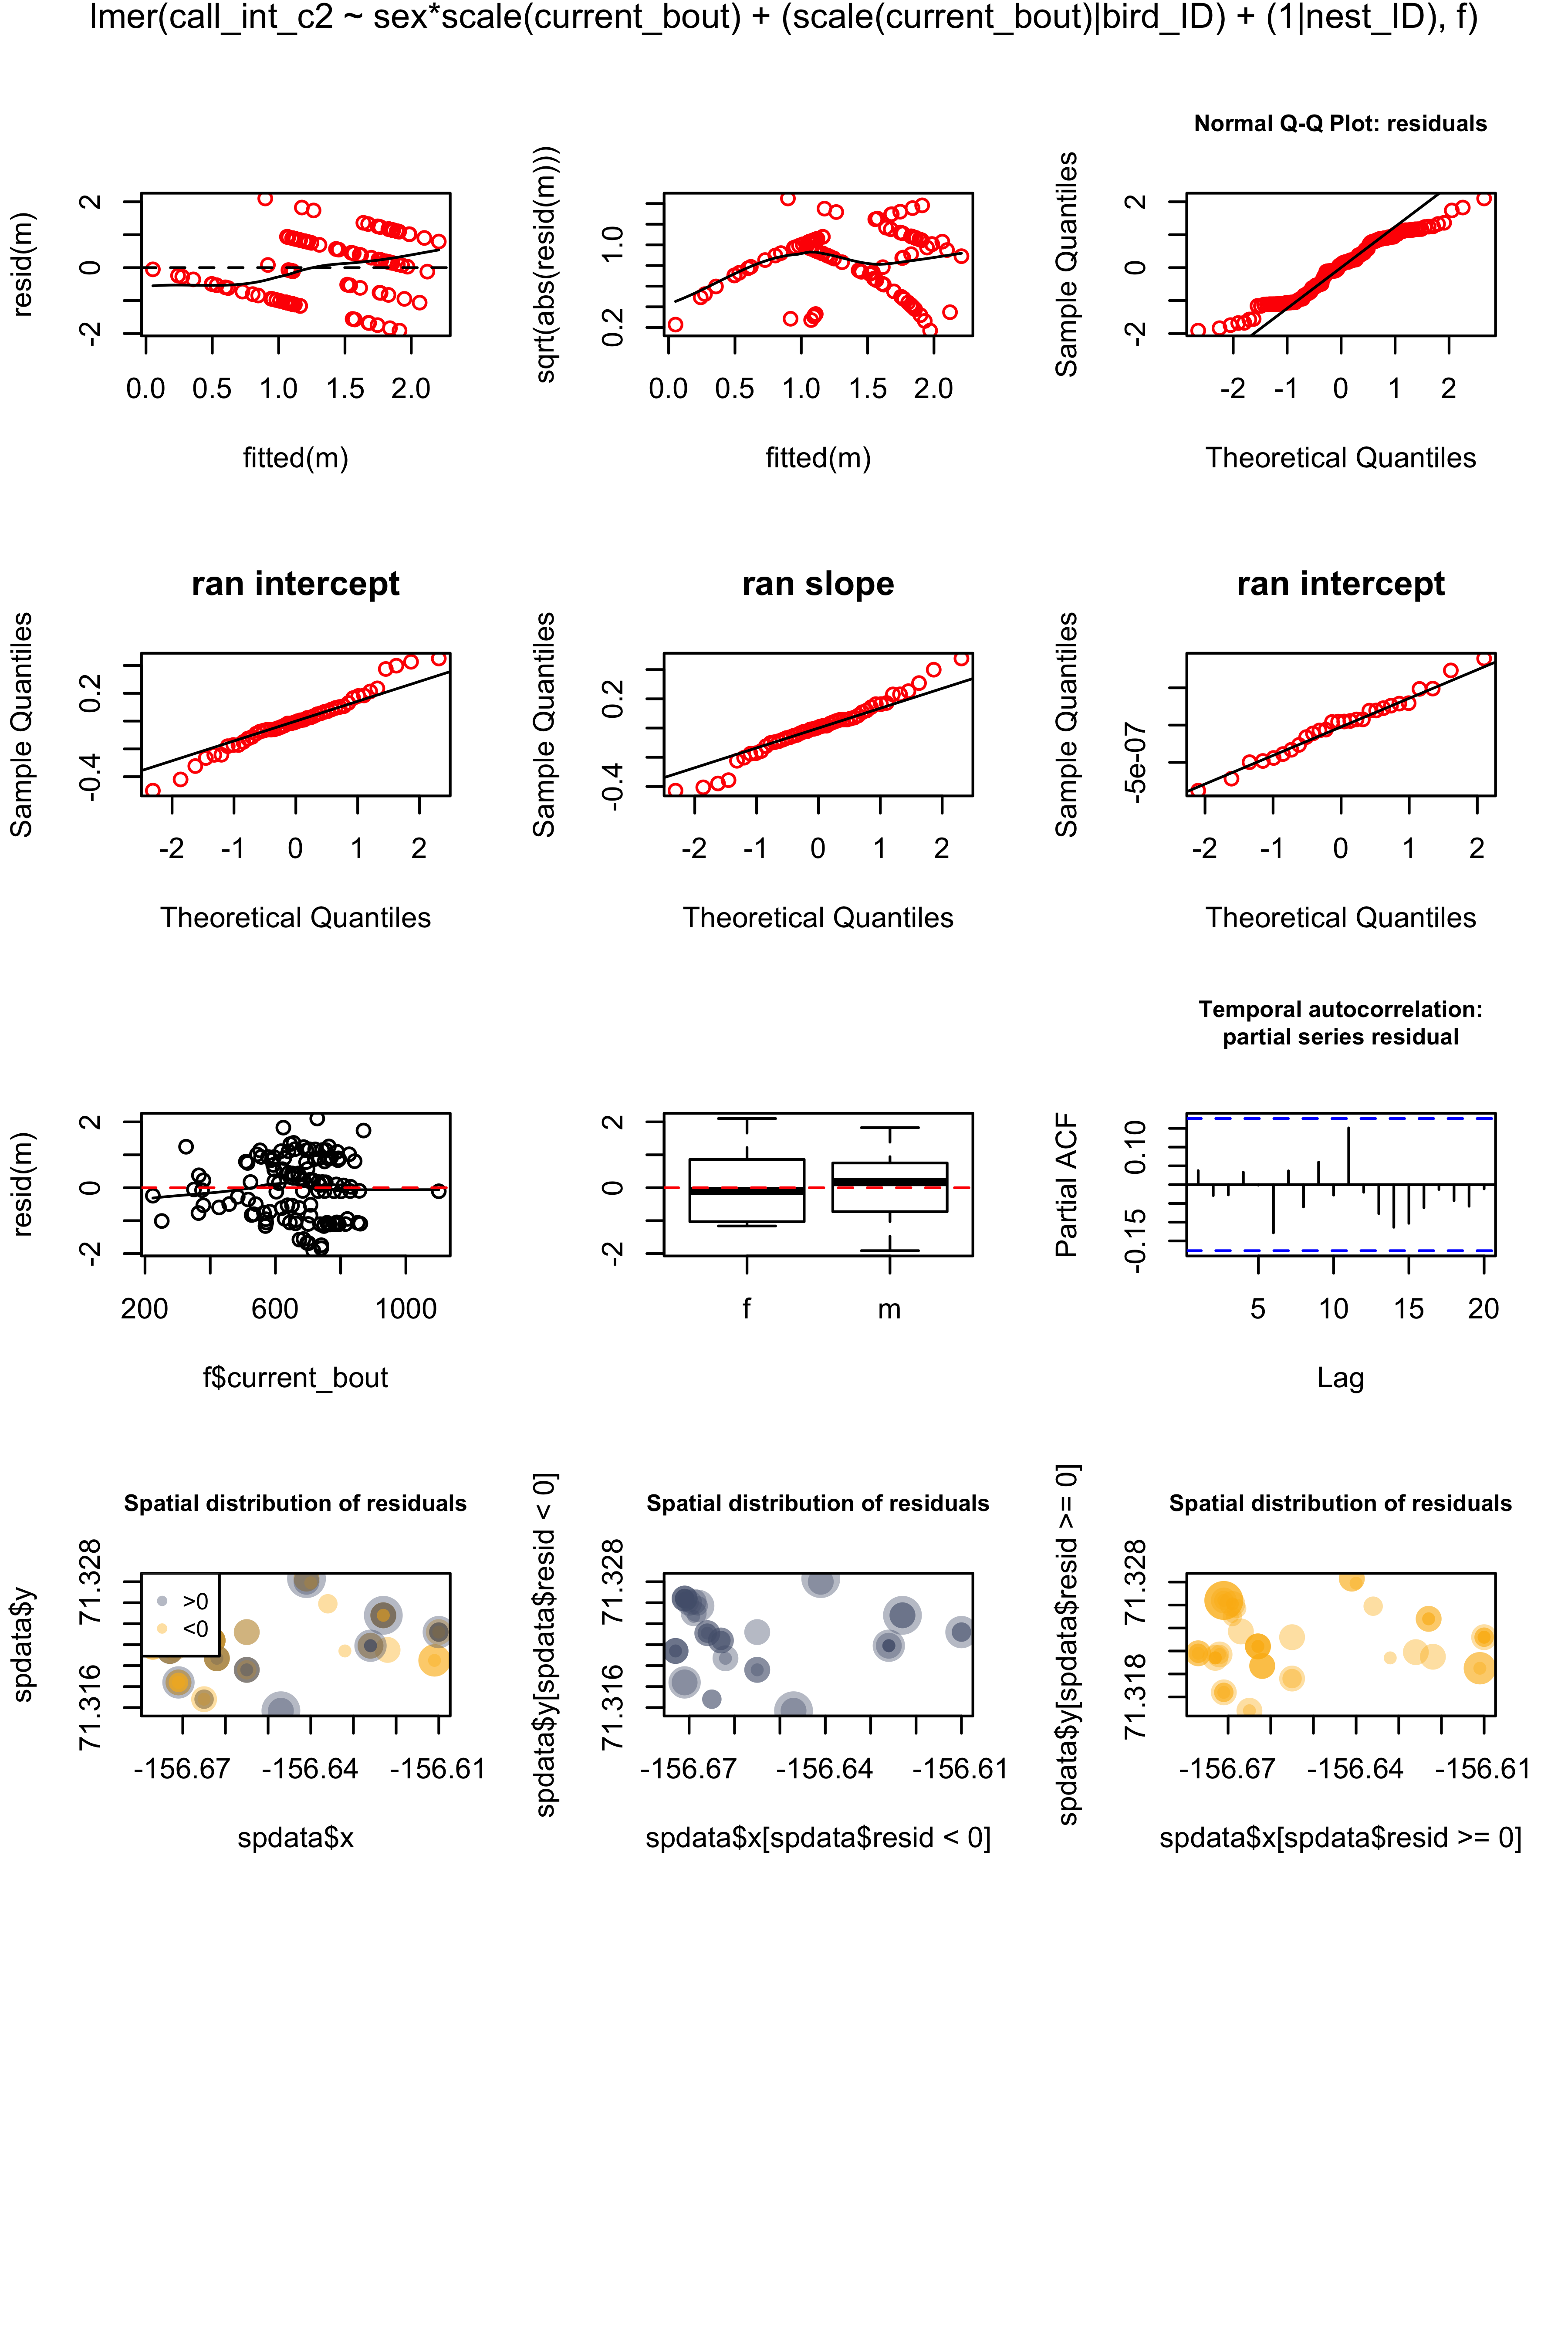 lmer(call_int_c2 ~ sex*scale(current_bout) + (scale(current_bout)|bird_ID) + (1|nest_ID), f)
resid(m)
2
0
-2
0.0 0.5 1.0 1.5 2.0
fitted(m)
sqrt(abs(resid(m)))
1.0
0.2
0.0 0.5 1.0 1.5 2.0
fitted(m)
Normal Q-Q Plot: residuals
Sample Quantiles
2
0
-2
-2 -1 0 1 2
Theoretical Quantiles
ran intercept
Sample Quantiles
0.2
-0.4
-2 -1 0 1 2
Theoretical Quantiles
ran slope
Sample Quantiles
0.2
-0.4
-2 -1 0 1 2
Theoretical Quantiles
ran intercept
Sample Quantiles
-5e-07
-2 -1 0 1 2
Theoretical Quantiles
resid(m)
2
0
-2
200 600 1000
f$current_bout
2
0
-2
f m
Temporal autocorrelation:
partial series residual
Partial ACF
0.10
-0.15
5 10 15 20
Lag
Spatial distribution of residuals
spdata$y
71.328
71.316
>0
<0
-156.67 -156.64 -156.61
spdata$x
Spatial distribution of residuals
spdata$y[spdata$resid < 0]
71.328
71.316
-156.67 -156.64 -156.61
spdata$x[spdata$resid < 0]
Spatial distribution of residuals
spdata$y[spdata$resid >= 0]
71.328
71.318
-156.67 -156.64 -156.61
spdata$x[spdata$resid >= 0]